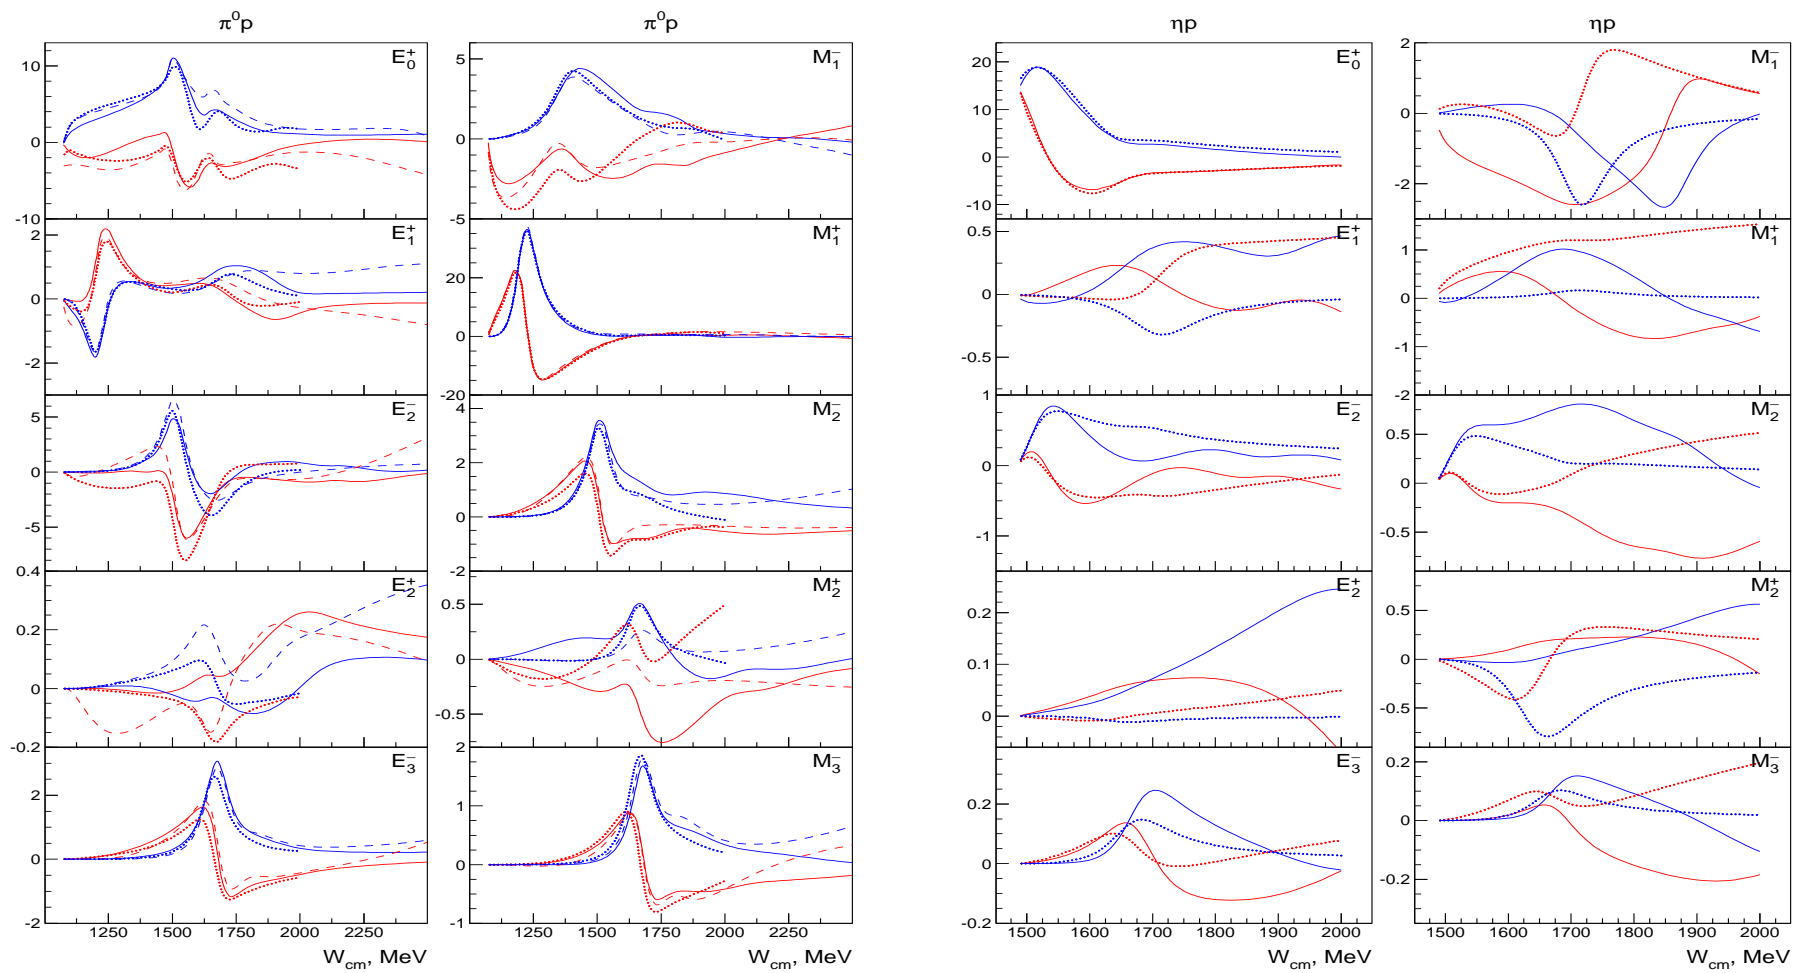 π⁰p π⁰p ηp ηp
E₀⁺ M₁⁻ E₀⁺ M₁⁻
10 0 -10
5 0 -5
20 10 0 -10
2 0 -2
E₁⁺ M₁⁺ E₁⁺ M₁⁺
2 0 -2
20 0 -20
0.5 0 -0.5 -1
1 0 -1 -2
E₂⁻ M₂⁻ E₂⁻ M₂⁻
5 0 -5
4 2 0 -2
1 0 -1
0.5 0 -0.5
E₂⁺ M₂⁺ E₂⁺ M₂⁺
0.4 0.2 0 -0.2
0.5 0 -0.5
0.2 0.1 0
0.5 0 -0.5
E₃⁻ M₃⁻ E₃⁻ M₃⁻
2 0 -2
2 1 0 -1
0.2 0 -0.2
0.2 0 -0.2
1250 1500 1750 2000 2250
1250 1500 1750 2000 2250
1500 1600 1700 1800 1900 2000
1500 1600 1700 1800 1900 2000
W_cm, MeV W_cm, MeV W_cm, MeV W_cm, MeV